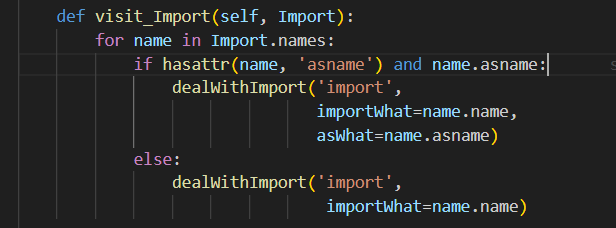 def visit_Import(self, Import):
for name in Import.names:
if hasattr(name, 'asname') and name.asname:
dealWithImport('import',
importWhat=name.name,
asWhat=name.asname)
else:
dealWithImport('import',
importWhat=name.name)